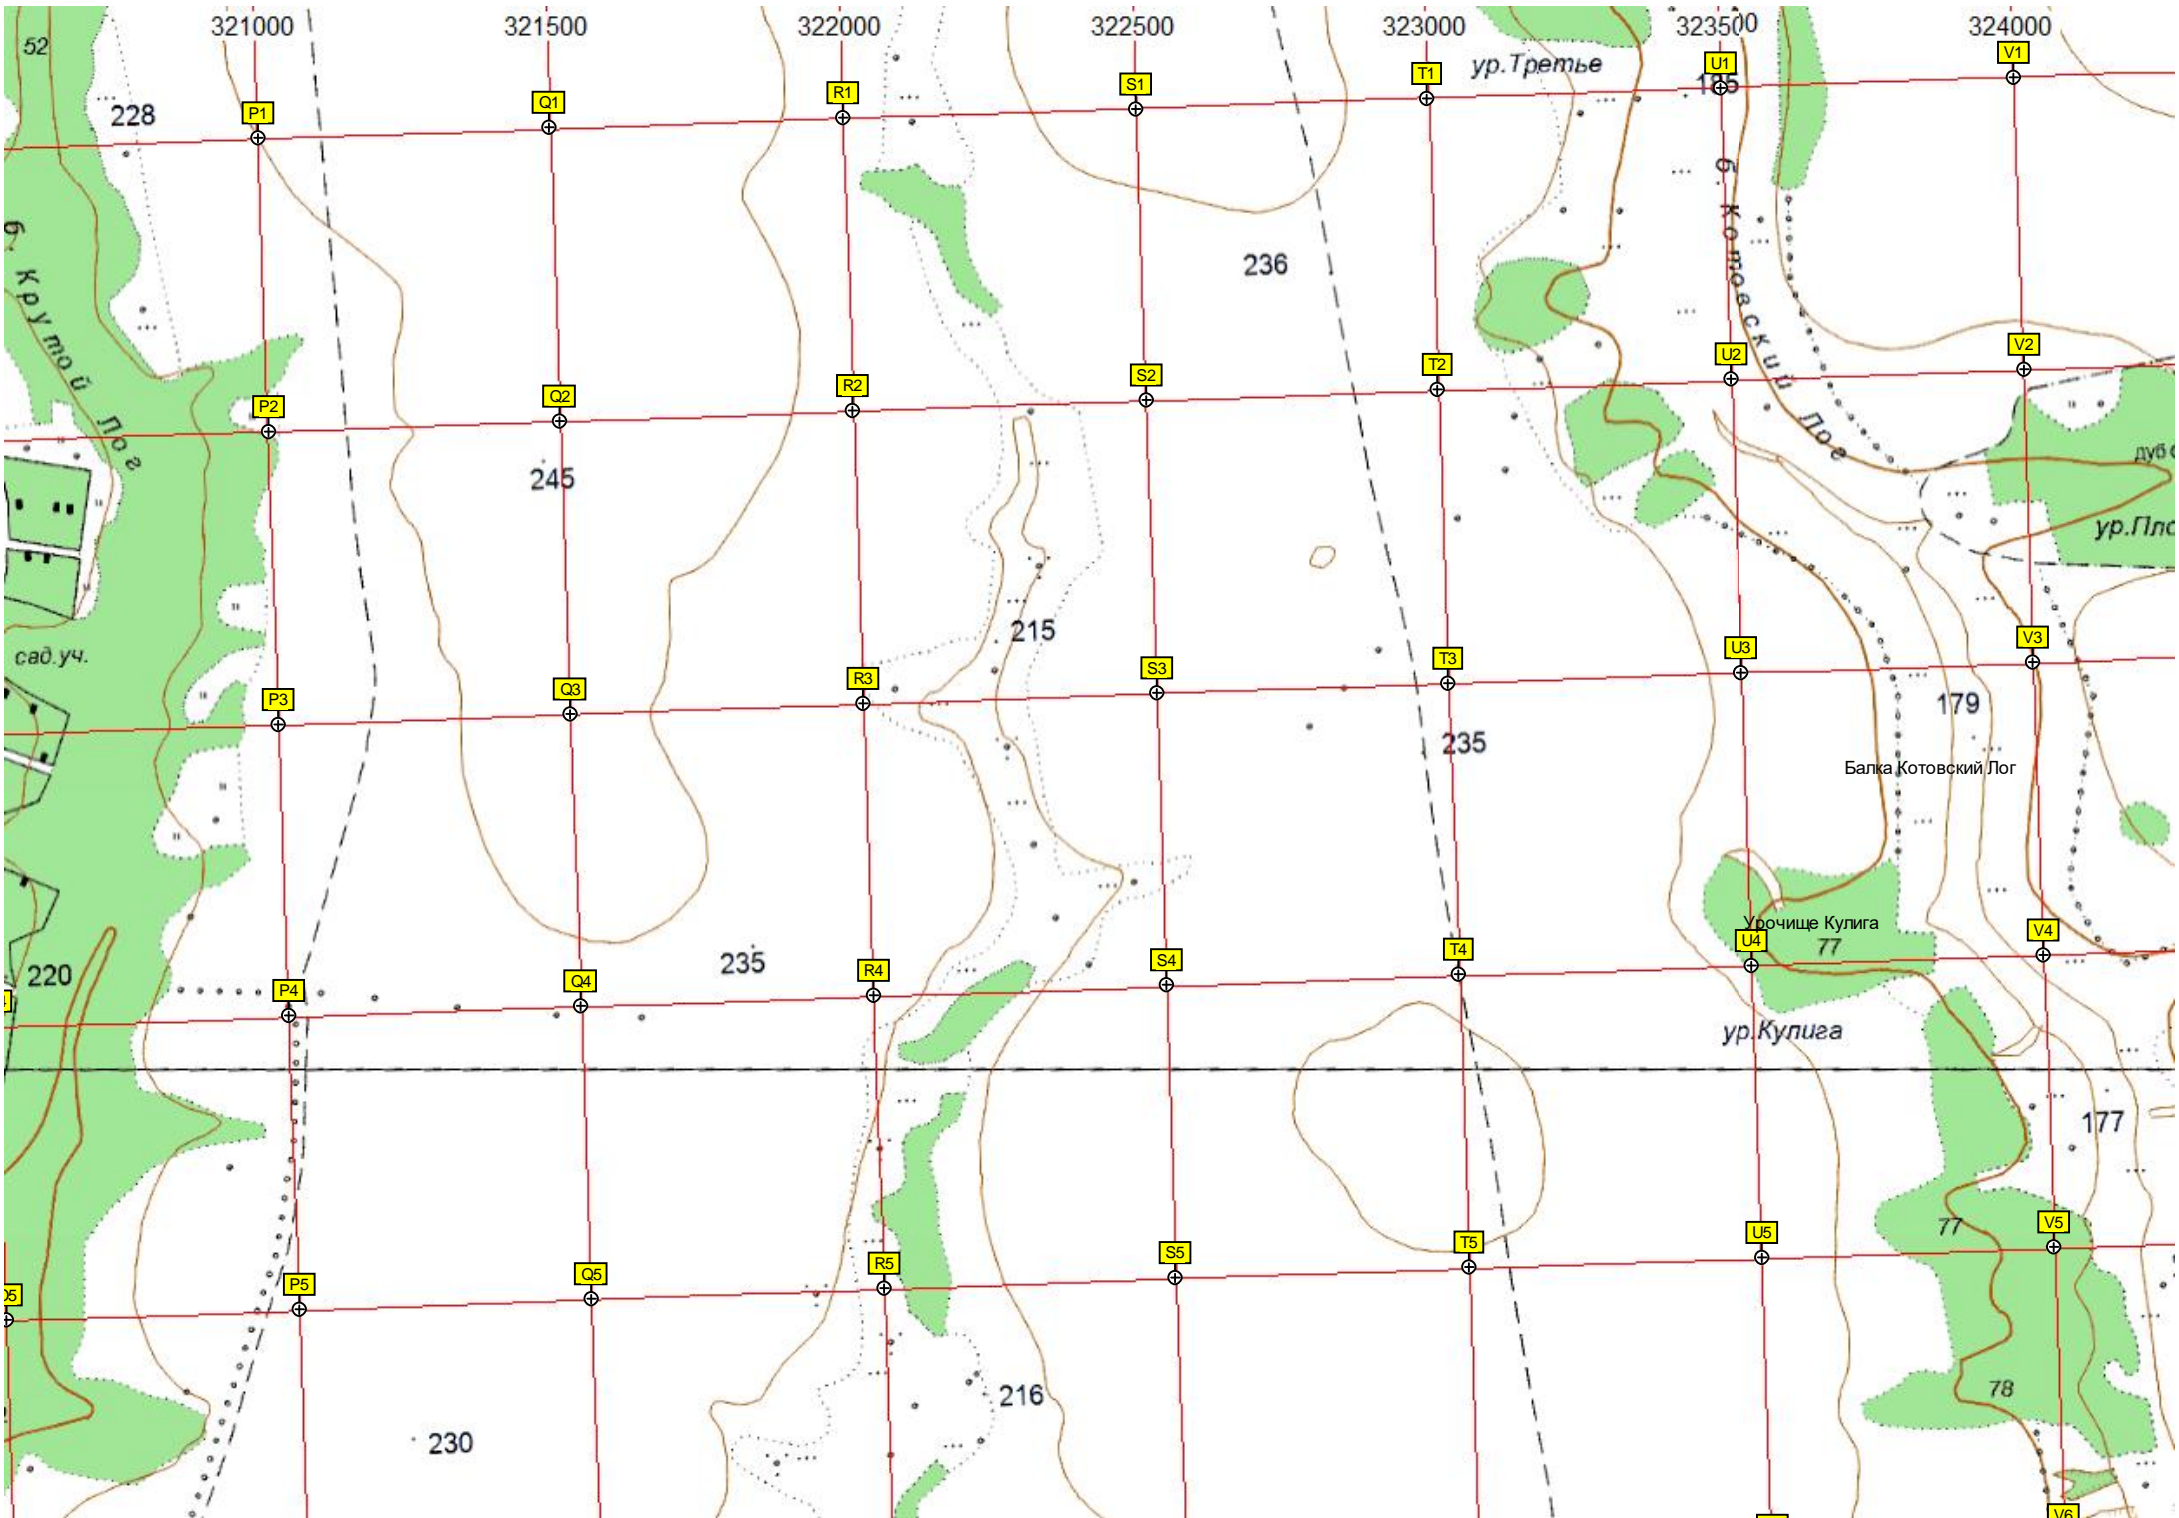 321000 321500 322000 322500 323000 323500 324000
52
ур.Третье
228
185
P1 Q1 R1 S1 T1 U1 V1
б. Крутой Лог
б. Котовский Лог
236
P2 Q2 R2 S2 T2 U2 V2
245
дуб
ур.Пло
215
сад.уч.
P3 Q3 R3 S3 T3 U3 V3
179
235
Балка Котовский Лог
Урочище Кулига
77
235
220
P4 Q4 R4 S4 T4 U4 V4
ур.Кулига
177
77
P5 Q5 R5 S5 T5 U5 V5
78
216
230
V6